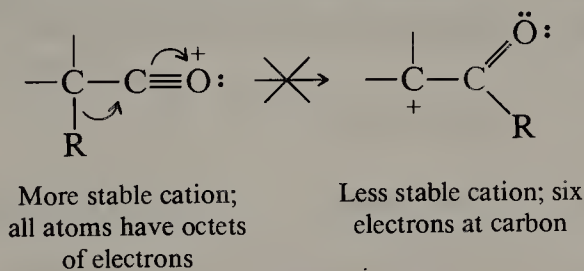 —C—C≡O:
+
R
—C—C
+
Ö:
R
More stable cation;
all atoms have octets
of electrons
Less stable cation; six
electrons at carbon